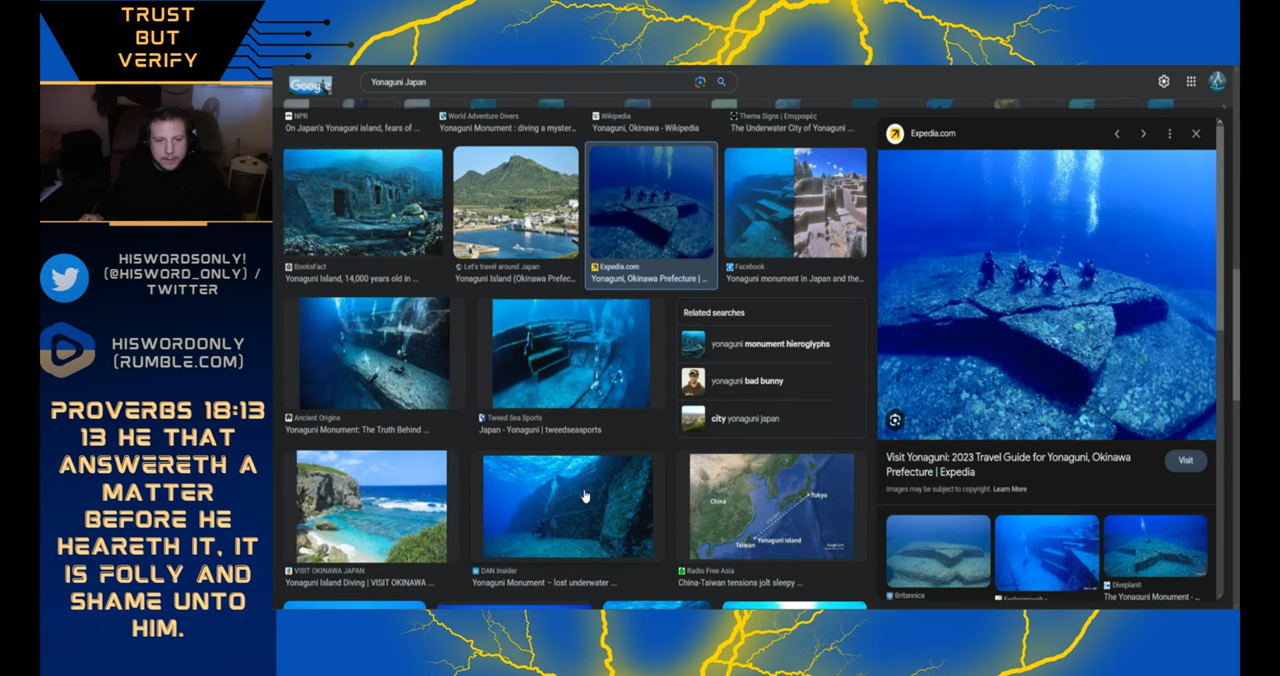 TRUST
BUT
VERIFY
HISWORDSONLY!
(@HISWORD_ONLY) /
TWITTER
HISWORDONLY
(RUMBLE.COM)
PROVERBS 18:13
13 HE THAT
ANSWERETH A
MATTER
BEFORE HE
HEARETH IT, IT
IS FOLLY AND
SHAME UNTO
HIM.
Google
Yonaguni Japan
NPR
On Japan's Yonaguni island, fears of ...
World Adventure Divers
Yonaguni Monument : diving a myster...
Wikipedia
Yonaguni, Okinawa - Wikipedia
Thema Signs | Επιγραφές
The Underwater City of Yonaguni ...
BooksFact
Yonaguni Island, 14,000 years old in ...
Let's travel around Japan
Yonaguni Island (Okinawa Prefec...
Expedia.com
Yonaguni, Okinawa Prefecture | ...
Facebook
Yonaguni monument in Japan and the...
Ancient Origins
Yonaguni Monument: The Truth Behind ...
Tweed Sea Sports
Japan - Yonaguni | tweedseasports
Related searches
yonaguni monument hieroglyphs
yonaguni bad bunny
city yonaguni japan
VISIT OKINAWA JAPAN
Yonaguni Island Diving | VISIT OKINAWA ...
DAN Insider
Yonaguni Monument – lost underwater ...
China
Tokyo
Taiwan
Yonaguni Island
Radio Free Asia
China-Taiwan tensions jolt sleepy ...
Expedia.com
Visit Yonaguni: 2023 Travel Guide for Yonaguni, Okinawa
Prefecture | Expedia
Visit
Images may be subject to copyright. Learn More
Britannica
Diveplanit
The Yonaguni Monument - ...